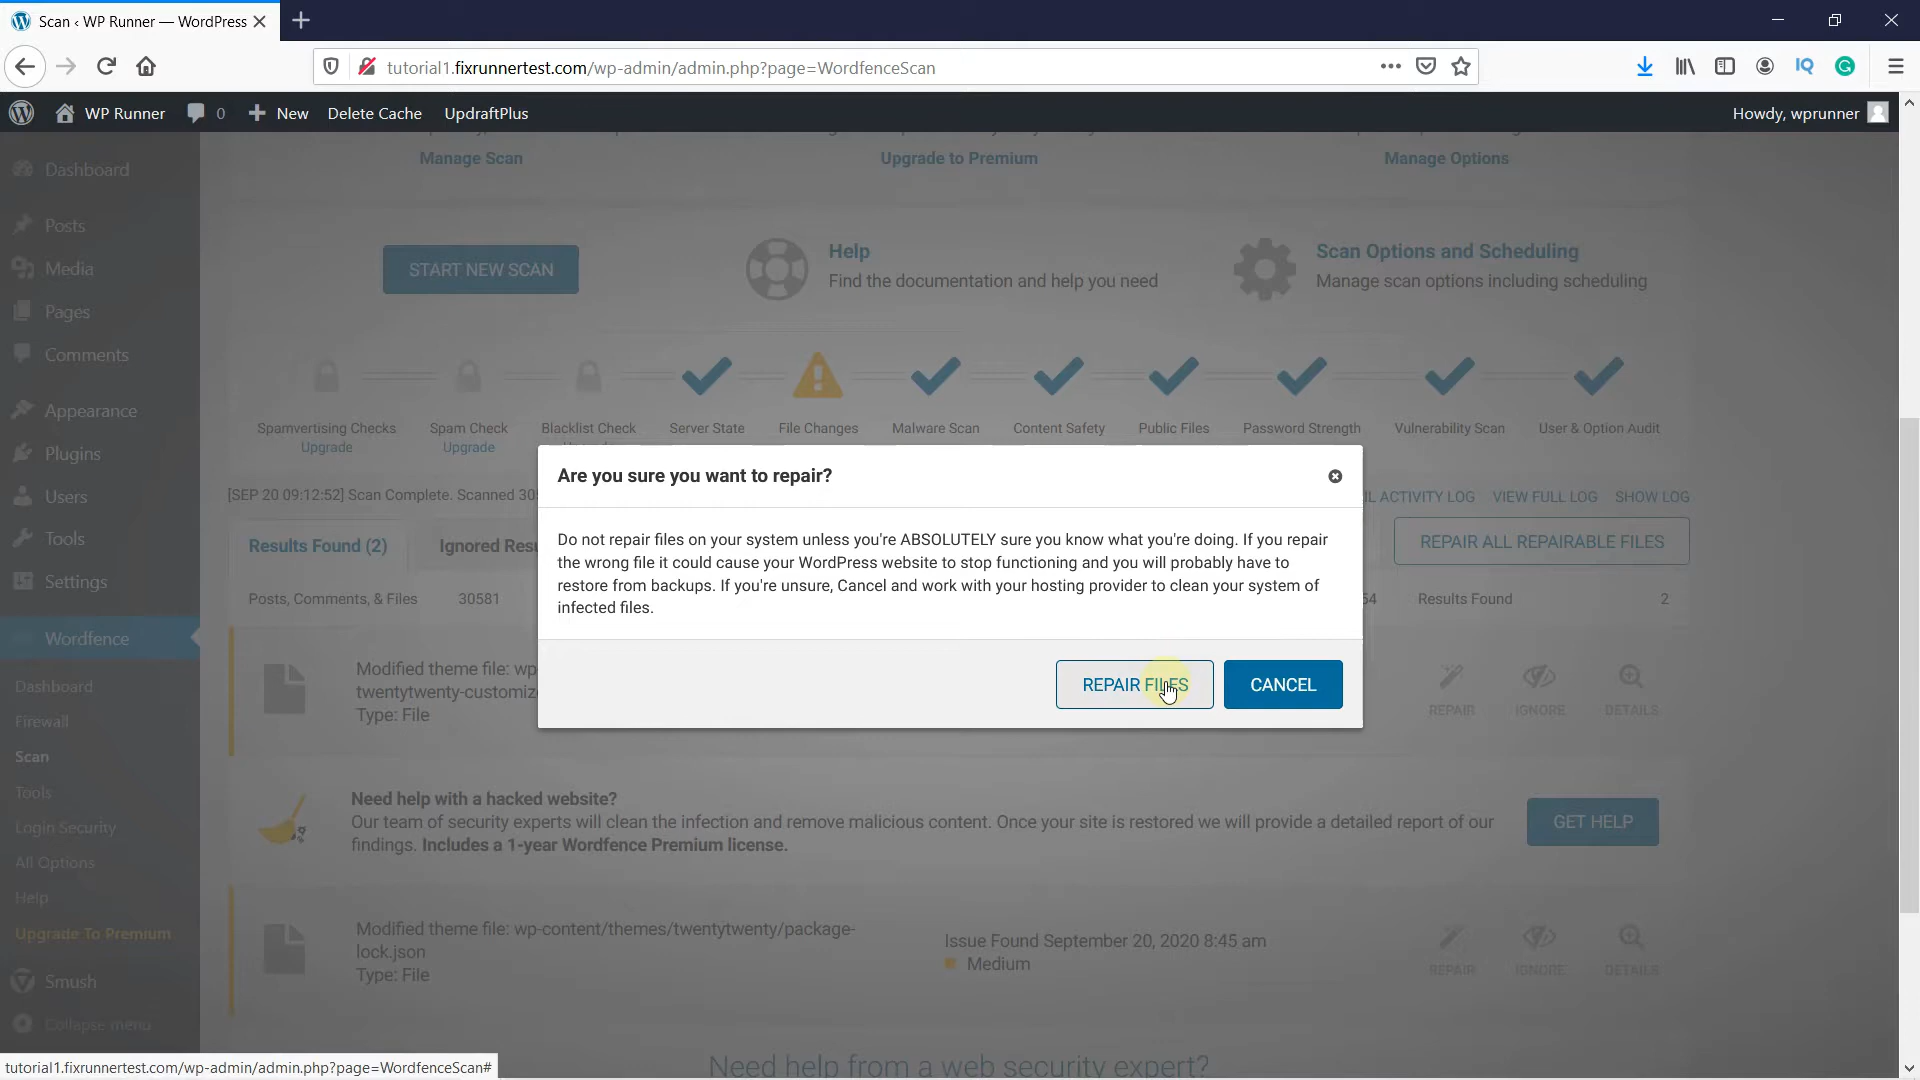 Scan ‹ WP Runner — WordPress
tutorial1.fixrunnertest.com/wp-admin/admin.php?page=WordfenceScan
WP Runner 0 New Delete Cache UpdraftPlus Howdy, wprunner
Manage Scan Upgrade to Premium Manage Options
Dashboard
Posts
Media
Pages
Comments
Appearance
Plugins
Users
Tools
Settings
Wordfence
Dashboard
Firewall
Scan
Tools
Login Security
All Options
Help
Upgrade To Premium
Smush
Collapse menu
START NEW SCAN
Help
Find the documentation and help you need
Scan Options and Scheduling
Manage scan options including scheduling
Spamvertising Checks Spam Check Blacklist Check Server State File Changes Malware Scan Content Safety Public Files Password Strength Vulnerability Scan User & Option Audit
Upgrade Upgrade
[SEP 20 09:12:52] Scan Complete. Scanned
ACTIVITY LOG VIEW FULL LOG SHOW LOG
Results Found (2) Ignored
REPAIR ALL REPAIRABLE FILES
Posts, Comments, & Files 30581
Results Found 2
Are you sure you want to repair?
Do not repair files on your system unless you're ABSOLUTELY sure you know what you're doing. If you repair
the wrong file it could cause your WordPress website to stop functioning and you will probably have to
restore from backups. If you're unsure, Cancel and work with your hosting provider to clean your system of
infected files.
REPAIR FILES CANCEL
Modified theme file:
Type: File
REPAIR IGNORE DETAILS
Need help with a hacked website?
Our team of security experts will clean the infection and remove malicious content. Once your site is restored we will provide a detailed report of our
findings. Includes a 1-year Wordfence Premium license.
GET HELP
Modified theme file: wp-content/themes/twentytwenty/package-
lock.json
Type: File
Issue Found September 20, 2020 8:45 am
Medium
REPAIR IGNORE DETAILS
Need help from a web security expert?
tutorial1.fixrunnertest.com/wp-admin/admin.php?page=WordfenceScan#